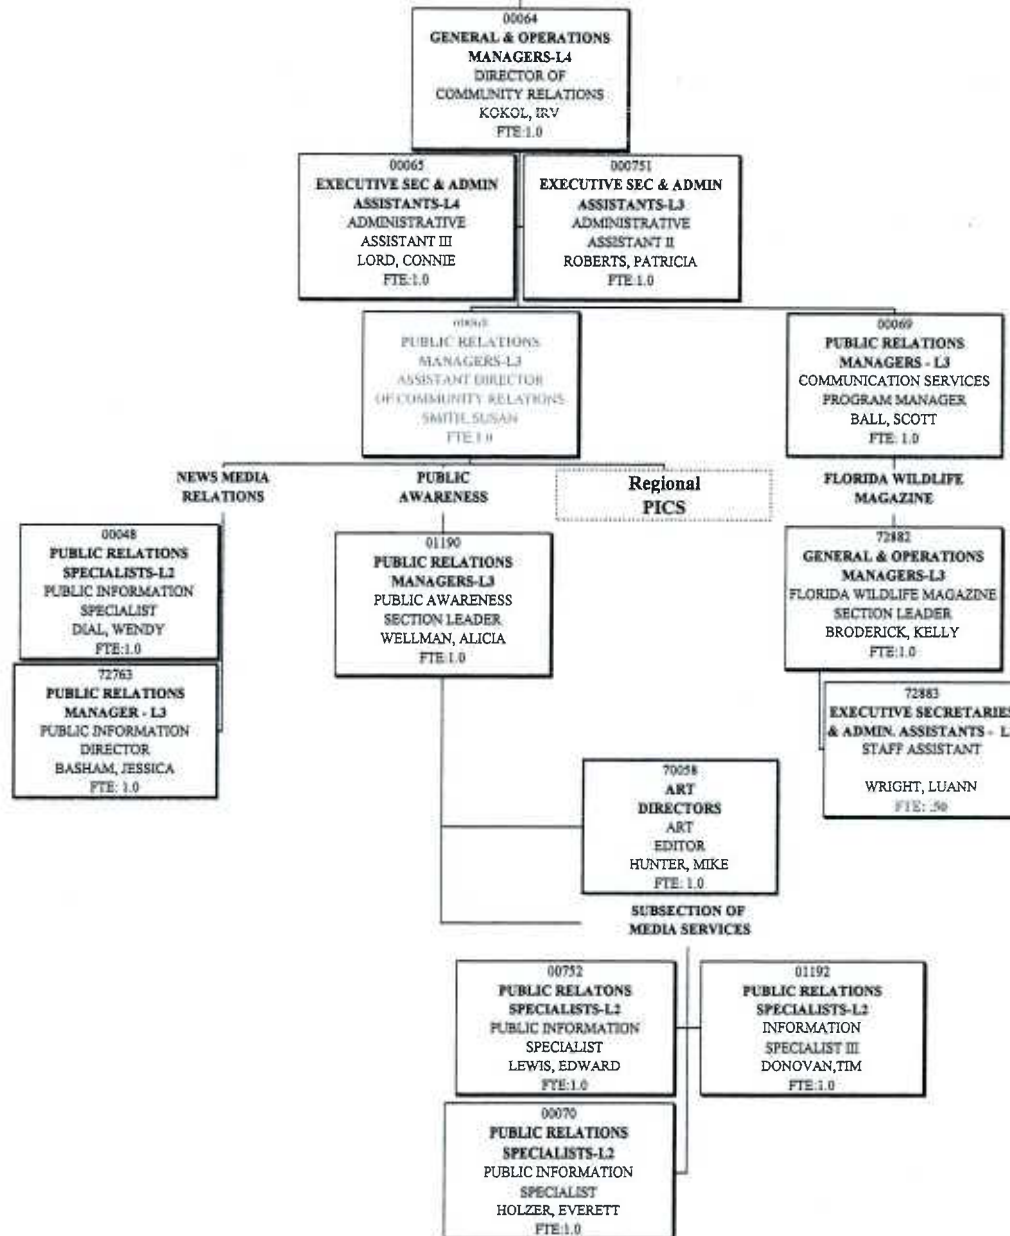 00064
GENERAL & OPERATIONS
MANAGERS-L4
DIRECTOR OF
COMMUNITY RELATIONS
KOKOL, IRV
FTE:1.0
00065
EXECUTIVE SEC & ADMIN
ASSISTANTS-L4
ADMINISTRATIVE
ASSISTANT III
LORD, CONNIE
FTE:1.0
000751
EXECUTIVE SEC & ADMIN
ASSISTANTS-L3
ADMINISTRATIVE
ASSISTANT II
ROBERTS, PATRICIA
FTE:1.0
PUBLIC RELATIONS
MANAGERS-L3
ASSISTANT DIRECTOR
OF COMMUNITY RELATIONS
SMITH, SUSAN
FTE:1.0
00069
PUBLIC RELATIONS
MANAGERS - L3
COMMUNICATION SERVICES
PROGRAM MANAGER
BALL, SCOTT
FTE: 1.0
NEWS MEDIA
RELATIONS
PUBLIC
AWARENESS
Regional
PICS
FLORIDA WILDLIFE
MAGAZINE
00048
PUBLIC RELATIONS
SPECIALISTS-L2
PUBLIC INFORMATION
SPECIALIST
DIAL, WENDY
FTE:1.0
01190
PUBLIC RELATIONS
MANAGERS-L3
PUBLIC AWARENESS
SECTION LEADER
WELLMAN, ALICIA
FTE:1.0
72882
GENERAL & OPERATIONS
MANAGERS-L3
FLORIDA WILDLIFE MAGAZINE
SECTION LEADER
BRODERICK, KELLY
FTE:1.0
72763
PUBLIC RELATIONS
MANAGER - L3
PUBLIC INFORMATION
DIRECTOR
BASHAM, JESSICA
FTE: 1.0
72883
EXECUTIVE SECRETARIES
& ADMIN. ASSISTANTS - L
STAFF ASSISTANT
WRIGHT, LUANN
FTE: .50
70058
ART
DIRECTORS
ART
EDITOR
HUNTER, MIKE
FTE: 1.0
SUBSECTION OF
MEDIA SERVICES
00752
PUBLIC RELATONS
SPECIALISTS-L2
PUBLIC INFORMATION
SPECIALIST
LEWIS, EDWARD
FTE:1.0
01192
PUBLIC RELATIONS
SPECIALISTS-L2
INFORMATION
SPECIALIST III
DONOVAN,TIM
FTE:1.0
00070
PUBLIC RELATIONS
SPECIALISTS-L2
PUBLIC INFORMATION
SPECIALIST
HOLZER, EVERETT
FTE:1.0